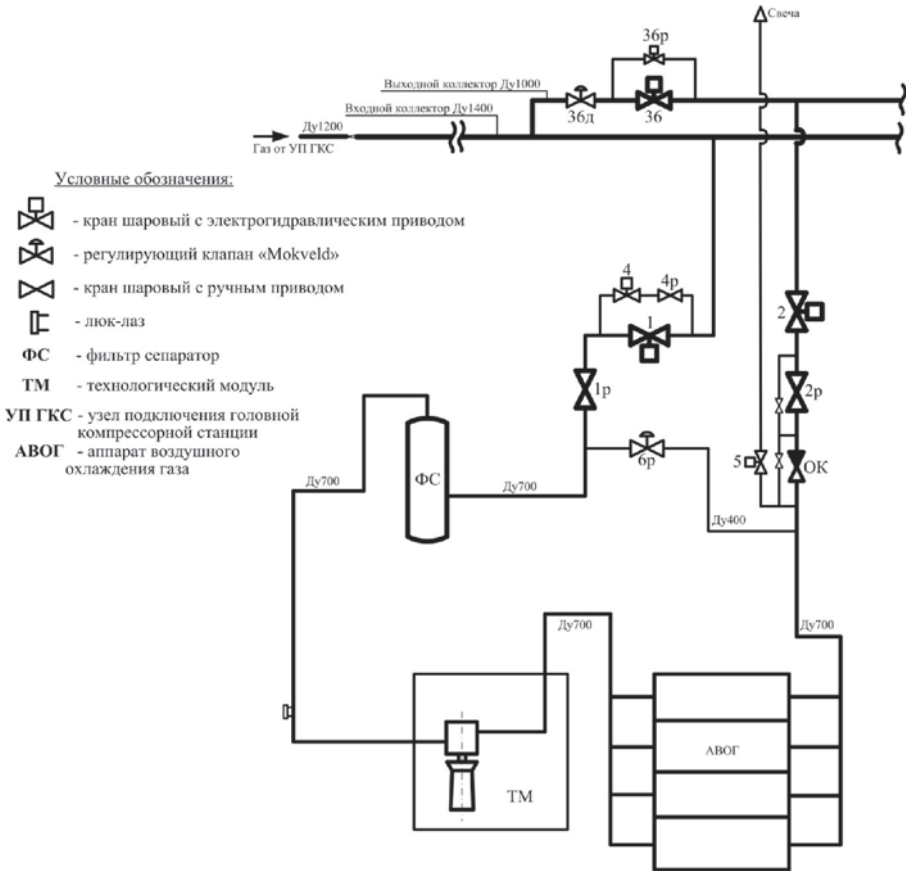 Свеча
36р
Выходной коллектор Ду1000
36д
36
Входной коллектор Ду1400
Ду1200
Газ от УП ГКС
Условные обозначения:
- кран шаровый с электрогидравлическим приводом
- регулирующий клапан «Mokveld»
- кран шаровый с ручным приводом
- люк-лаз
ФС - фильтр сепаратор
ТМ - технологический модуль
УП ГКС - узел подключения головной
компрессорной станции
АВОГ - аппарат воздушного
охлаждения газа
4
4р
1
2
1р
2р
6р
5
ОК
Ду700
ФС
Ду700
Ду400
Ду700
Ду700
АВОГ
ТМ